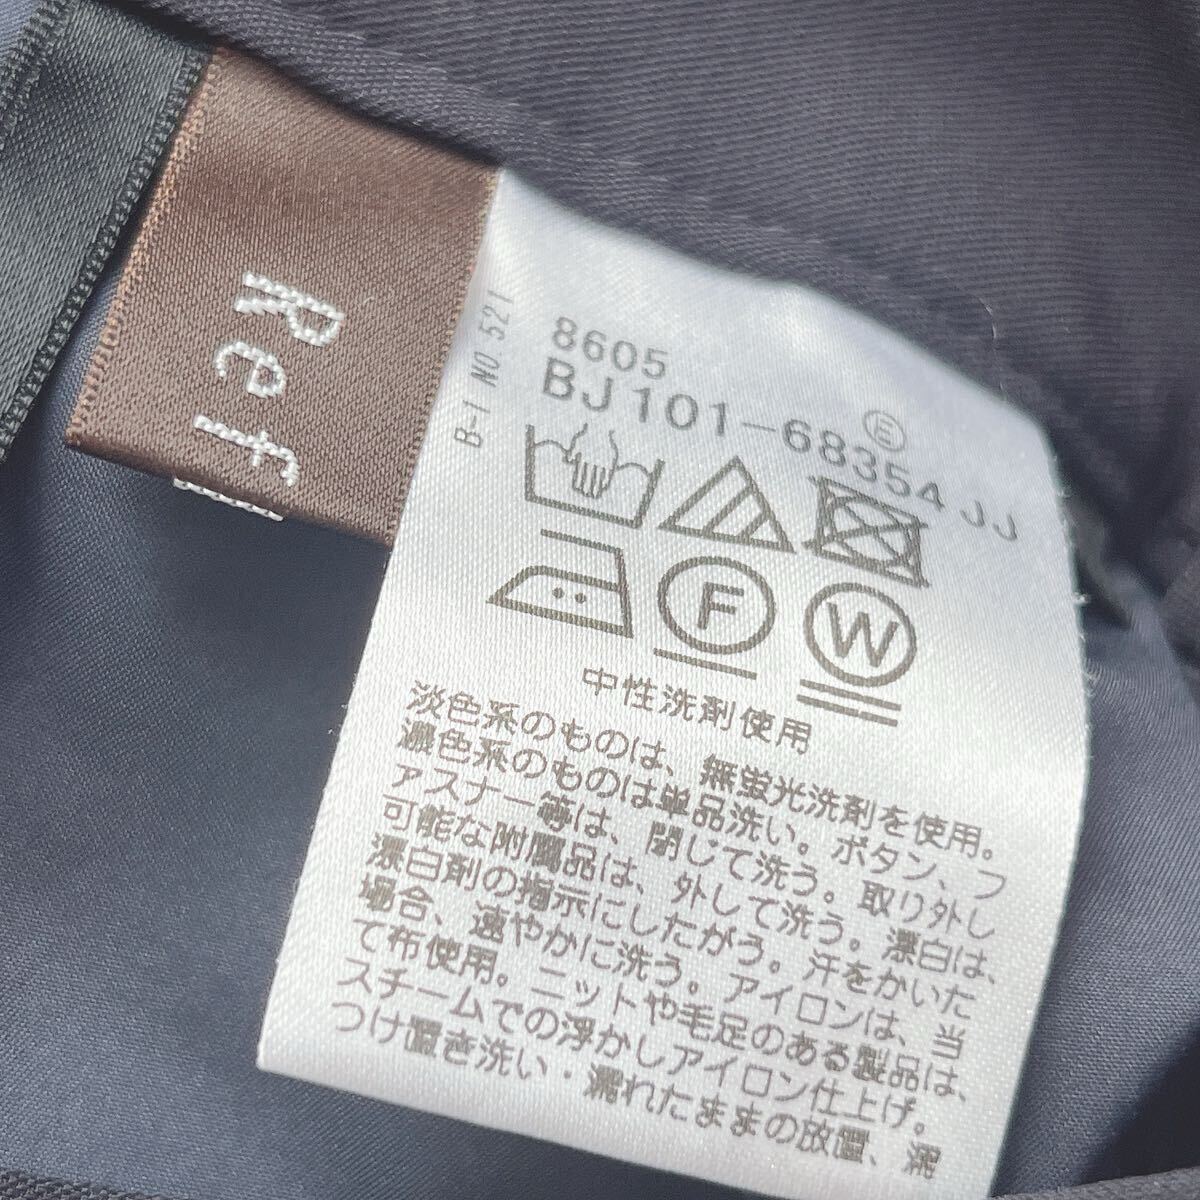 Ref
B-1 NO 521
8605
BJ101-68354 JJ
E
F
W
中性洗剤使用
淡色系のものは、無蛍光洗剤を使用。
濃色系のものは単品洗い。ボタン、フ
ァスナー等は、閉じて洗う。取り外し
可能な附属品は、外して洗う。漂白は、
漂白剤の指示にしたがう。汗をかいた
場合、速やかに洗う。アイロンは、当
て布使用。ニットや毛足のある製品は、
スチームでの浮かしアイロン仕上げ。
つけ置き洗い・濡れたままの放置、濡